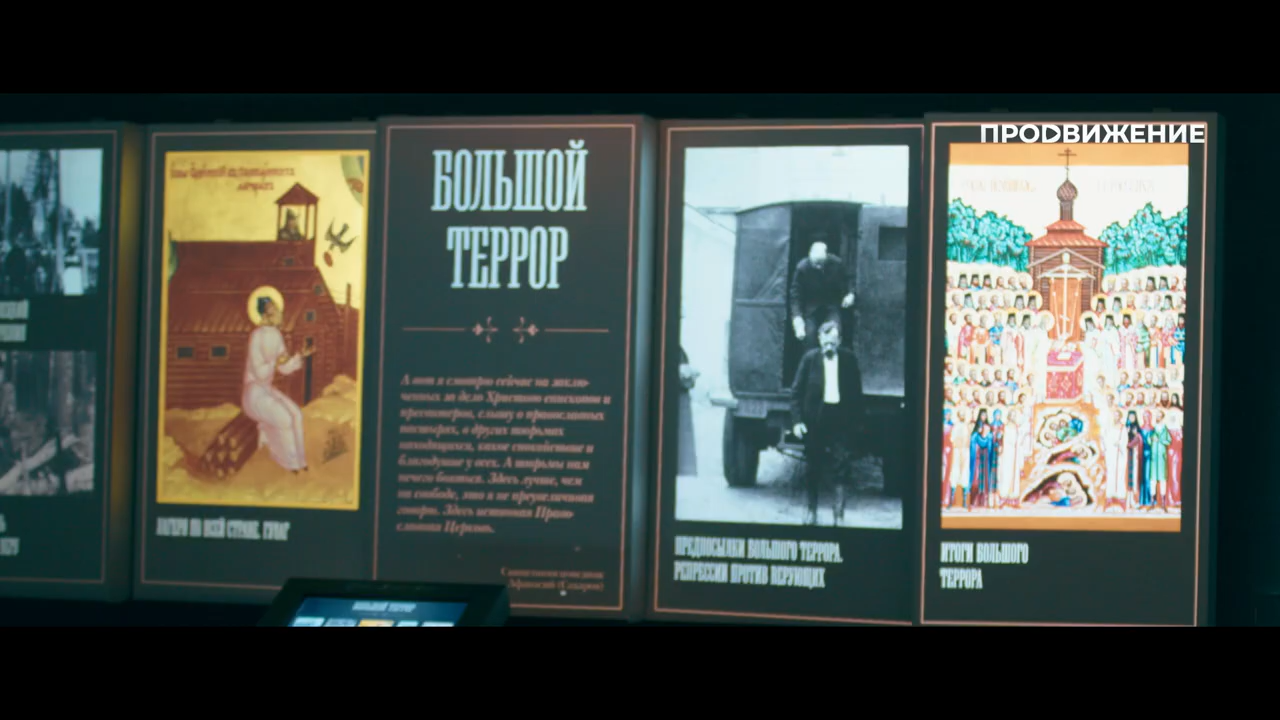 ПРОДВИЖЕНИЕ
БОЛЬШОЙ
ТЕРРОР
А вот я смотрю сейчас на заклю-
ченных за дело Христово епископов и
пресвитеров, слышу о православных
пастырях, в других тюрьмах
находящихся, какое спокойствие и
благодушие у всех. А тюрьмы нам
нечего бояться. Здесь лучше, чем
на свободе, это я не преувеличивая
говорю. Здесь истинная Право-
славная Церковь.
Священноисповедник
Афанасий (Сахаров)
ЛАГЕРЯ ПО ВСЕЙ СТРАНЕ. ГУЛАГ
ПРЕДПОСЫЛКИ БОЛЬШОГО ТЕРРОРА.
РЕПРЕССИИ ПРОТИВ ВЕРУЮЩИХ
ИТОГИ БОЛЬШОГО
ТЕРРОРА
БОЛЬШОЙ ТЕРРОР